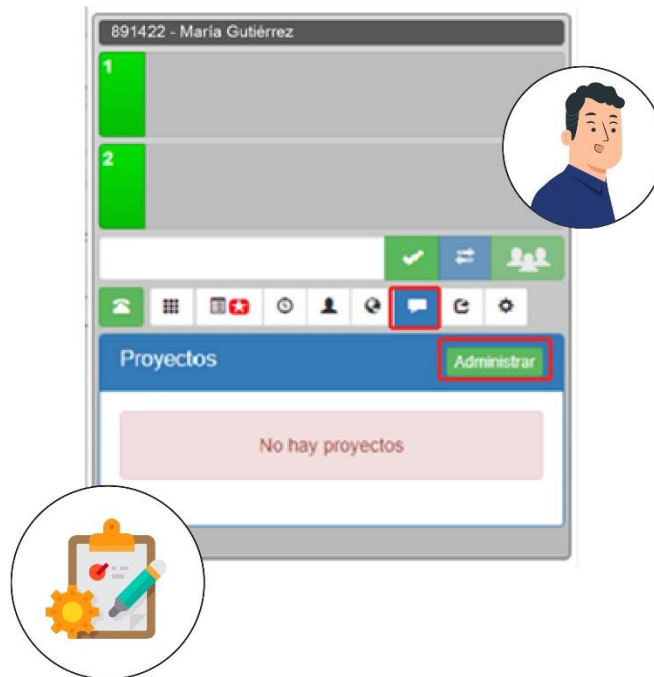 891422 - María Gutiérrez
1
2
Proyectos
Administrar
No hay proyectos